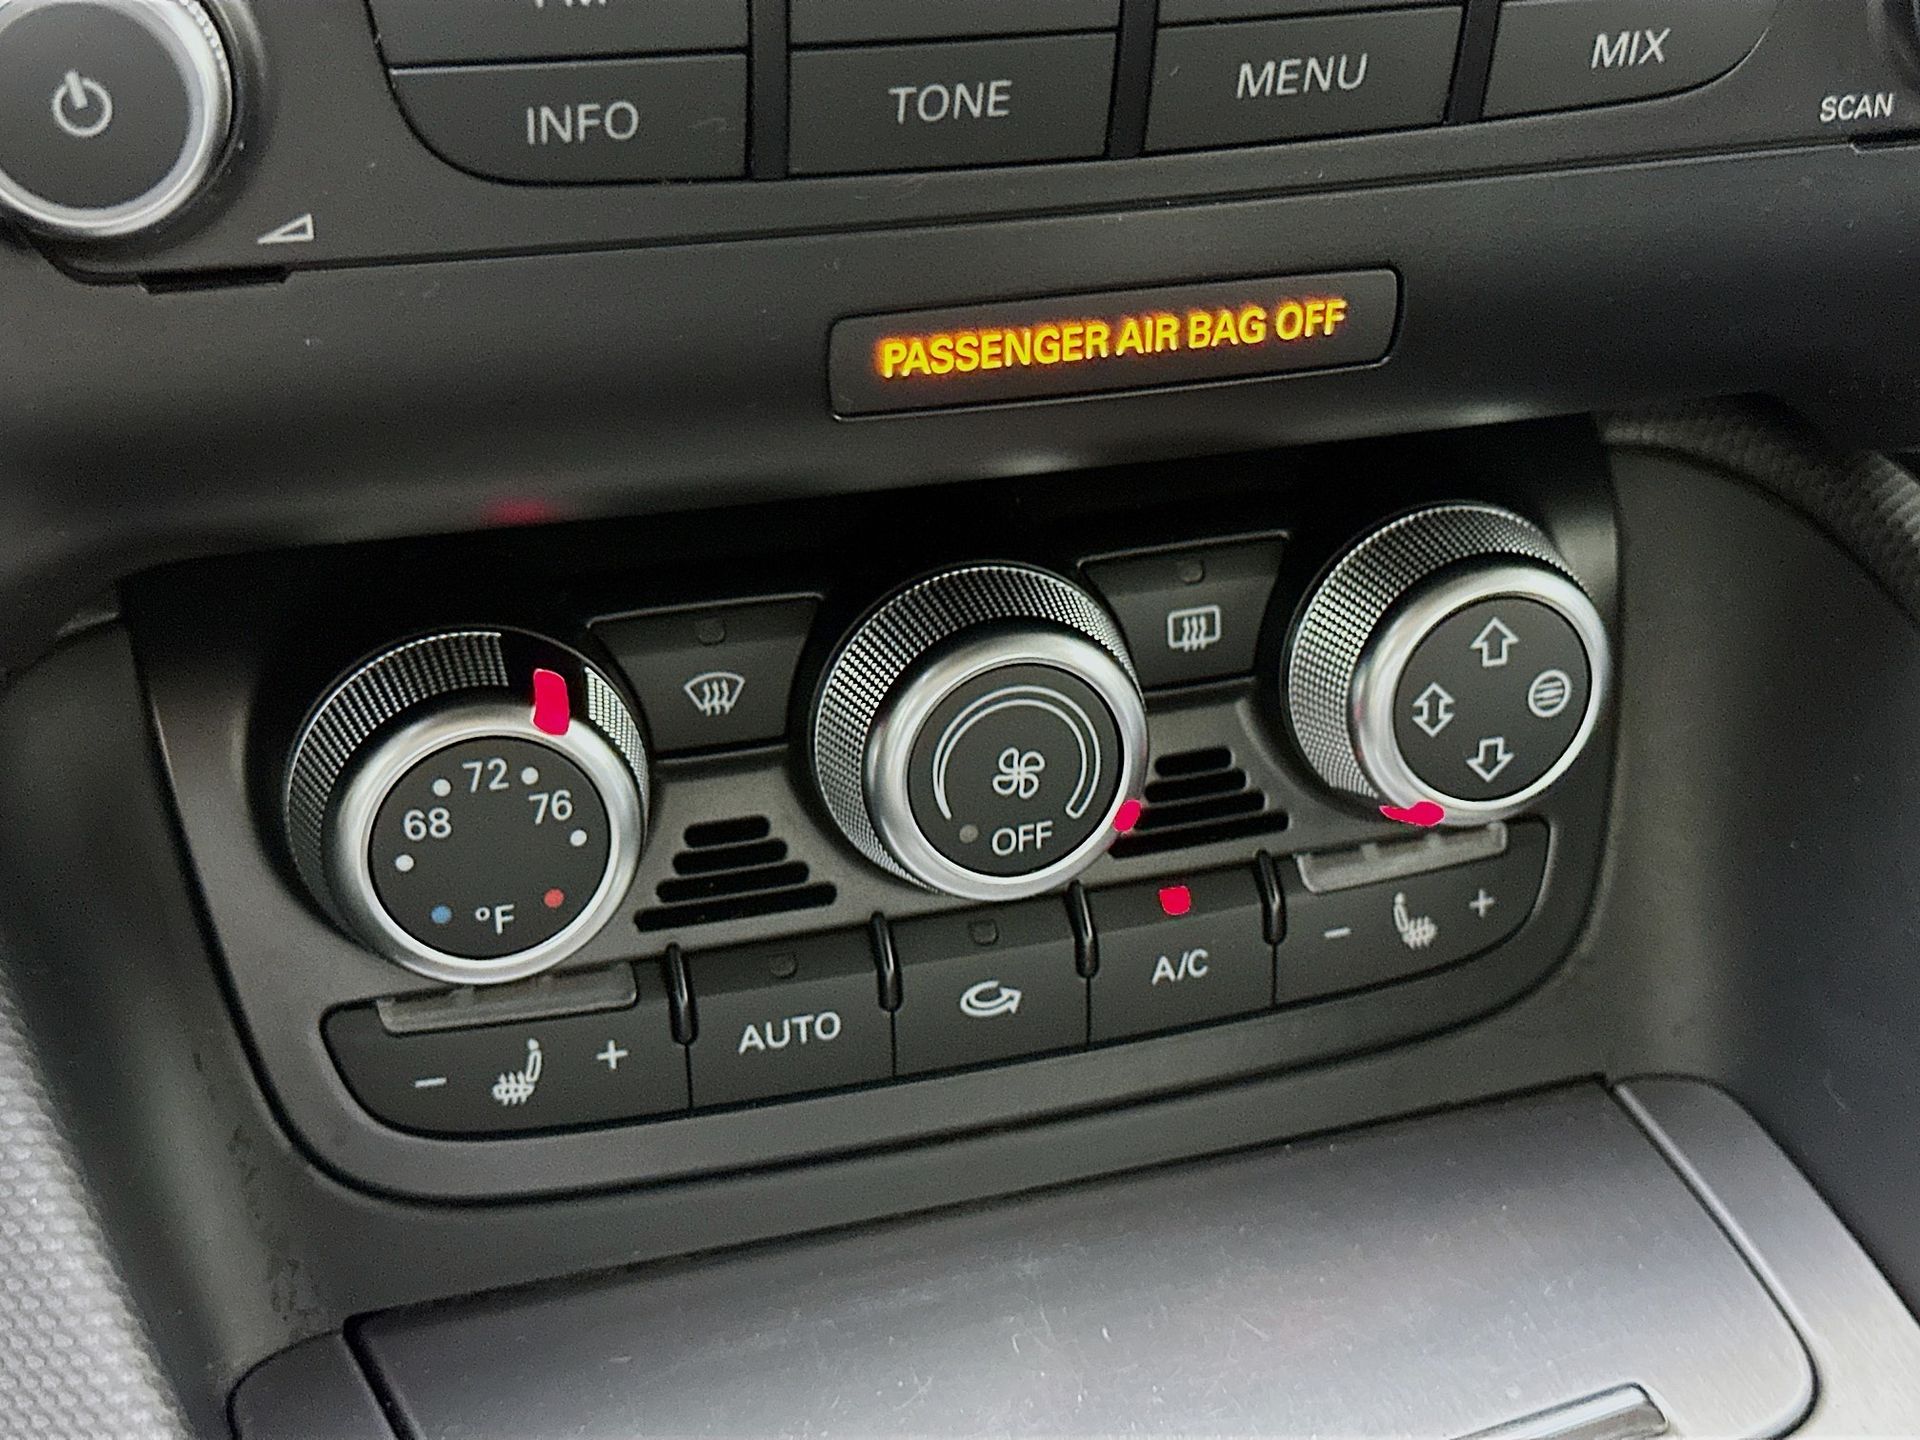 INFO
TONE
MENU
MIX
SCAN
PASSENGER AIR BAG OFF
72
68
76
°F
OFF
A/C
AUTO
- +
- +